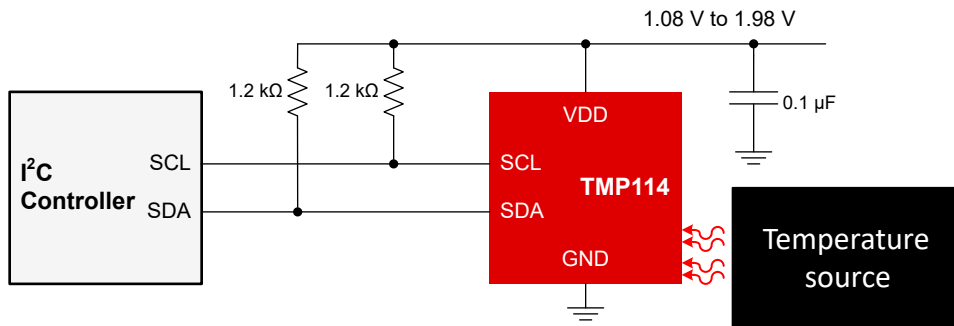 1.08 V to 1.98 V
1.2 kΩ
1.2 kΩ
0.1 µF
VDD
I²C
Controller
SCL
SDA
SCL
SDA
TMP114
GND
Temperature
source